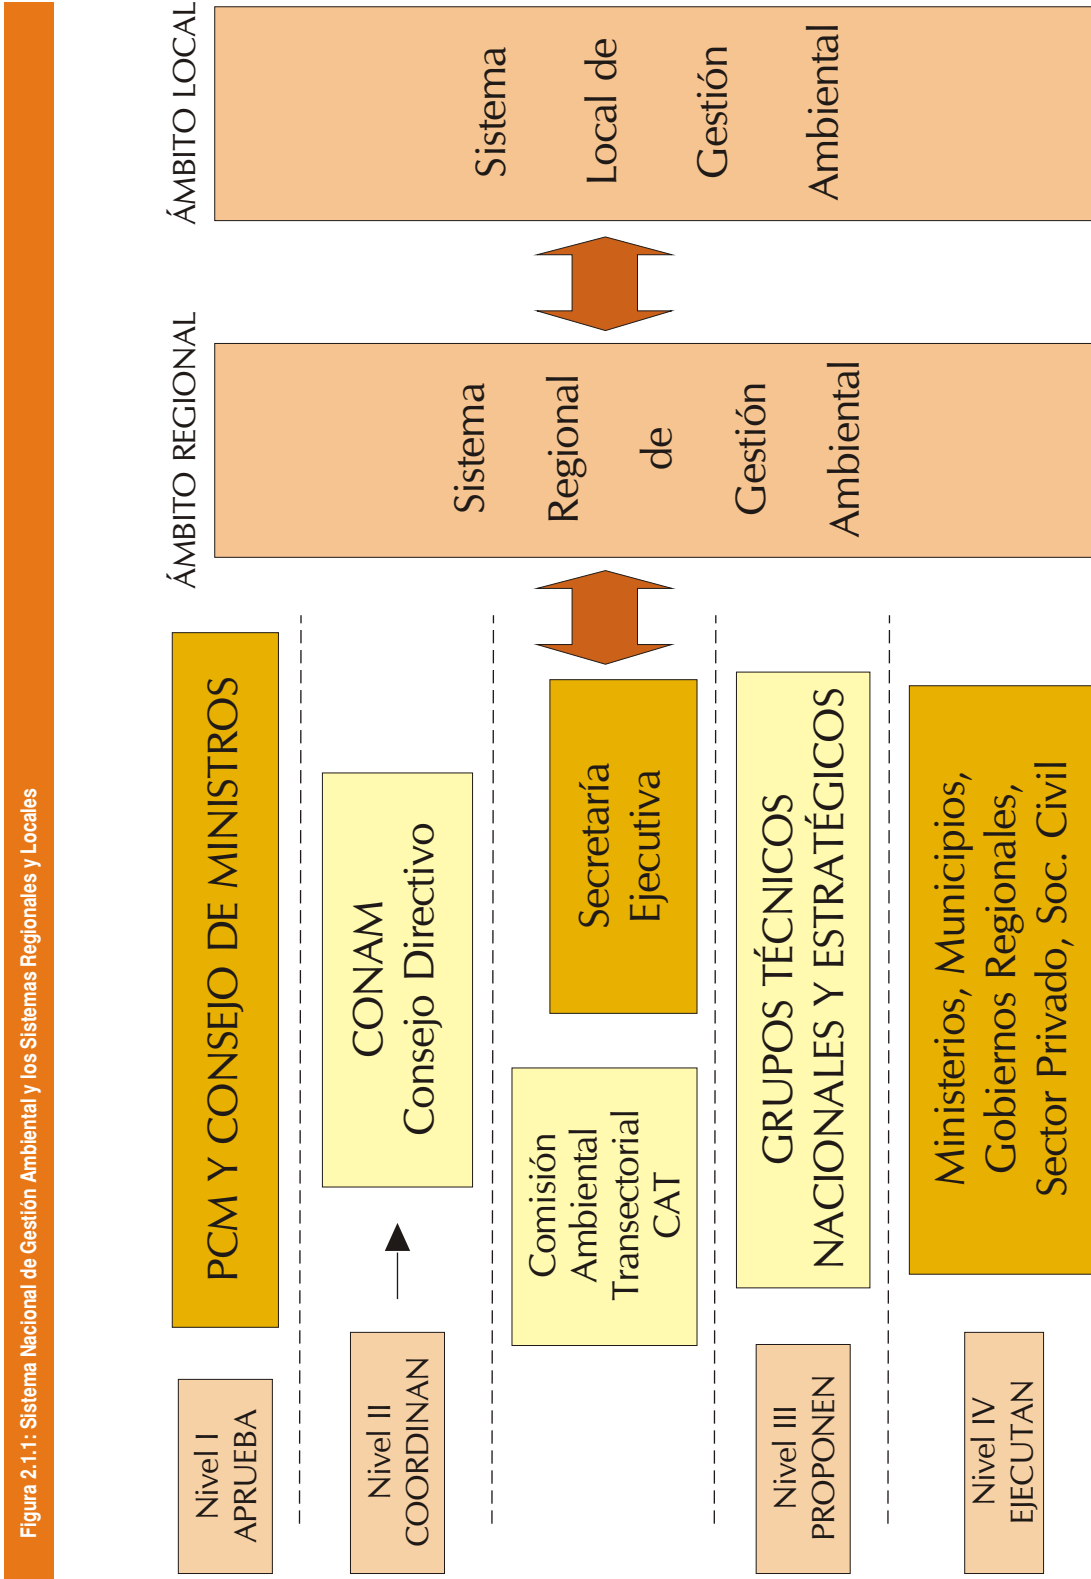 Figura 2.1.1: Sistema Nacional de Gestión Ambiental y los Sistemas Regionales y Locales
ÁMBITO REGIONAL
ÁMBITO LOCAL
Nivel I
APRUEBA
PCM Y CONSEJO DE MINISTROS
Nivel II
COORDINAN
CONAM
Consejo Directivo
Comisión
Ambiental
Transectorial
CAT
Secretaría
Ejecutiva
Nivel III
PROPONEN
GRUPOS TÉCNICOS
NACIONALES Y ESTRATÉGICOS
Nivel IV
EJECUTAN
Ministerios, Municipios,
Gobiernos Regionales,
Sector Privado, Soc. Civil
Sistema
Regional
de
Gestión
Ambiental
Sistema
Local de
Gestión
Ambiental